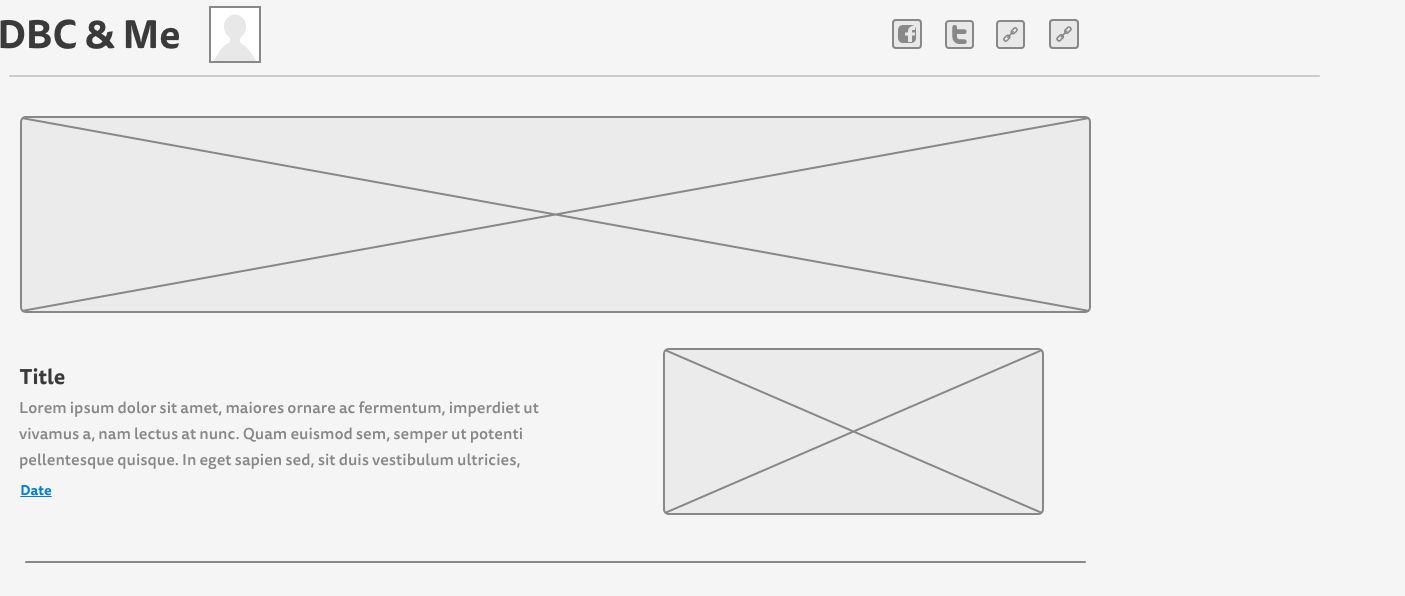 DBC & Me
Title
Lorem ipsum dolor sit amet, maiores ornare ac fermentum, imperdiet ut
vivamus a, nam lectus at nunc. Quam euismod sem, semper ut potenti
pellentesque quisque. In eget sapien sed, sit duis vestibulum ultricies,
Date